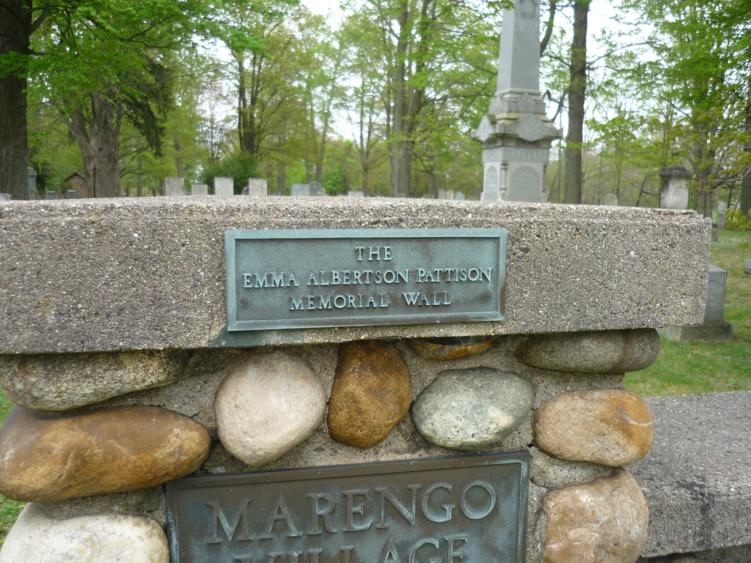 THE
EMMA ALBERTSON PATTISON
MEMORIAL WALL
MARENGO
VILLAGE